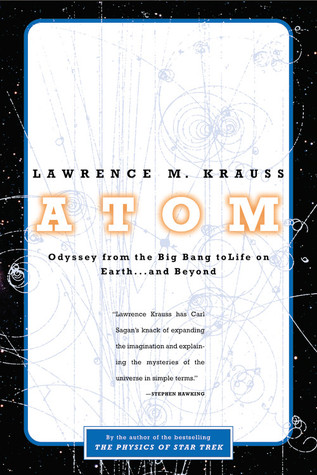 LAWRENCE M. KRAUSS
ATOM
Odyssey from the Big Bang toLife on
Earth...and Beyond
"Lawrence Krauss has Carl
Sagan's knack of expanding
the imagination and explain-
ing the mysteries of the
universe in simple terms."
—STEPHEN HAWKING
By the author of the bestselling
THE PHYSICS OF STAR TREK